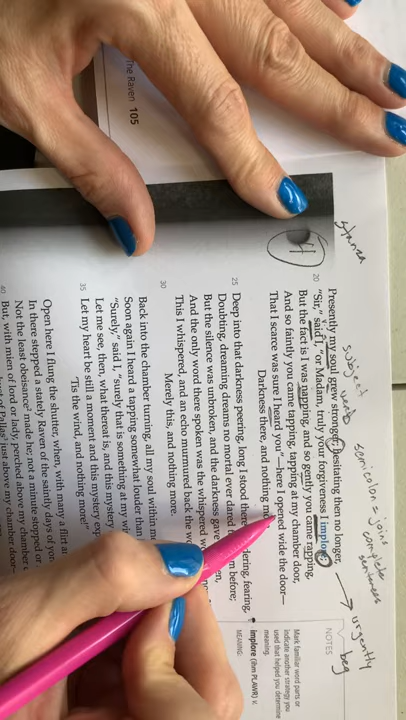 The Raven 105
stanza
4
subject verb
semicolon = joins complete sentences
urgently
beg
NOTES
Mark familiar word parts or
indicate another strategy you
used that helped you determine
meaning.
implore (ihm PLAWR) v.
MEANING:
Presently my soul grew stronger; hesitating then no longer,
20 "Sir," said I, "or Madam, truly your forgiveness I implore;
But the fact is I was napping, and so gently you came rapping,
And so faintly you came tapping, tapping at my chamber door,
That I scarce was sure I heard you"—here I opened wide the door—
Darkness there, and nothing
25 Deep into that darkness peering, long I stood fearing,
Doubting, dreaming dreams no mortal ever dared before;
But the silence was unbroken, and the darkness gave
And the only word there spoken was the whispered
This I whispered, and an echo murmured back the
30 Merely this, and nothing more.
Back into the chamber turning, all my soul within
Soon again I heard a tapping somewhat louder than
"Surely," said I, "surely that is something at my
Let me see, then, what thereat is, and this mystery
35 Let my heart be still a moment and this mystery
'Tis the wind, and nothing more!"
Open here I flung the shutter, when, with many a flirt
In there stepped a stately Raven of the saintly days of
Not the least obeisance made he; not a minute stopped or
40 But, with mien of lord or lady, perched above my chamber
just above my chamber door—